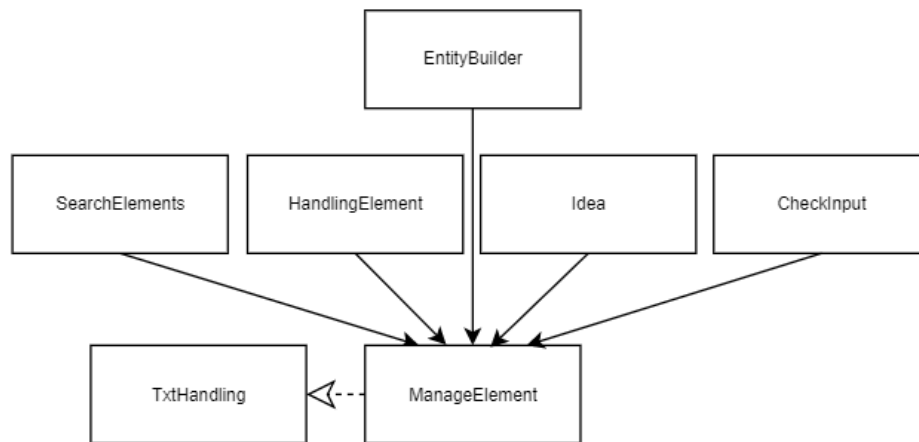 EntityBuilder
SearchElements
HandlingElement
Idea
CheckInput
TxtHandling
ManageElement